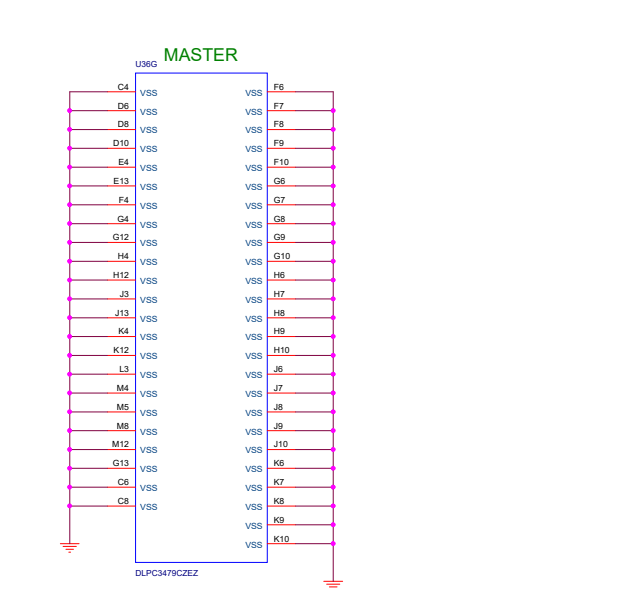 MASTER
U36G
C4 VSS VSS F6
D6 VSS VSS F7
D8 VSS VSS F8
D10 VSS VSS F9
E4 VSS VSS F10
E13 VSS VSS G6
F4 VSS VSS G7
G4 VSS VSS G8
G12 VSS VSS G9
H4 VSS VSS G10
H12 VSS VSS H6
J3 VSS VSS H7
J13 VSS VSS H8
K4 VSS VSS H9
K12 VSS VSS H10
L3 VSS VSS J6
M4 VSS VSS J7
M5 VSS VSS J8
M8 VSS VSS J9
M12 VSS VSS J10
G13 VSS VSS K6
C6 VSS VSS K7
C8 VSS VSS K8
VSS K9
VSS K10
DLPC3479CZEZ